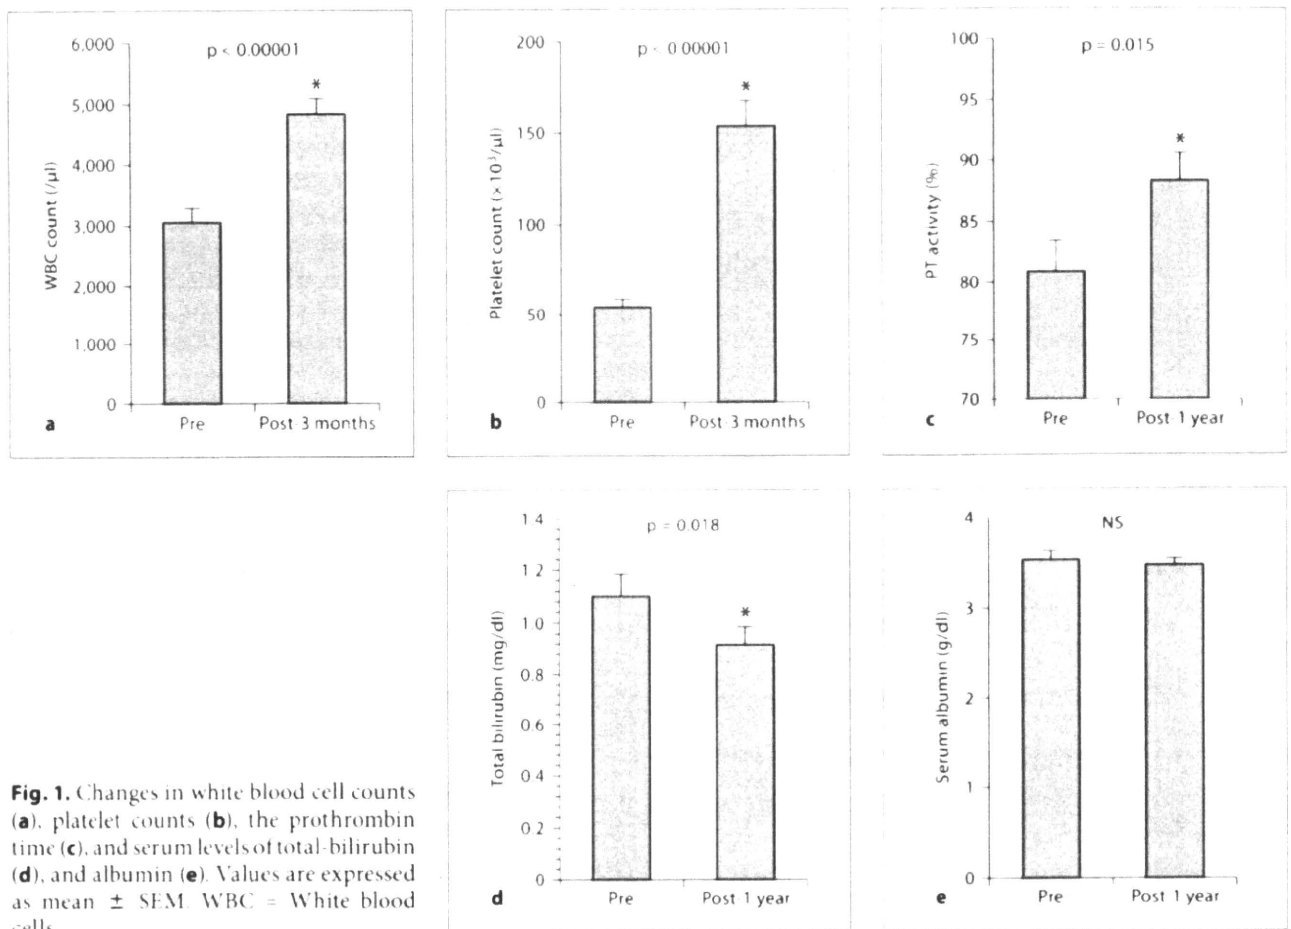 6,000
5,000
4,000
3,000
2,000
1,000
0
WBC count (/μl)
p < 0.00001
*
Pre
Post-3 months
a
200
150
100
50
0
Platelet count (×10³/μl)
p < 0.00001
*
Pre
Post-3 months
b
100
95
90
85
80
75
70
PT activity (%)
p = 0.015
*
Pre
Post-1 year
c
1.4
1.2
1.0
0.8
0.6
0.4
0.2
0
Total bilirubin (mg/dl)
p = 0.018
*
Pre
Post-1 year
d
4
3
2
1
0
Serum albumin (g/dl)
NS
Pre
Post-1 year
e
Fig. 1. Changes in white blood cell counts
(a), platelet counts (b), the prothrombin
time (c), and serum levels of total-bilirubin
(d), and albumin (e). Values are expressed
as mean ± SEM. WBC = White blood
cells